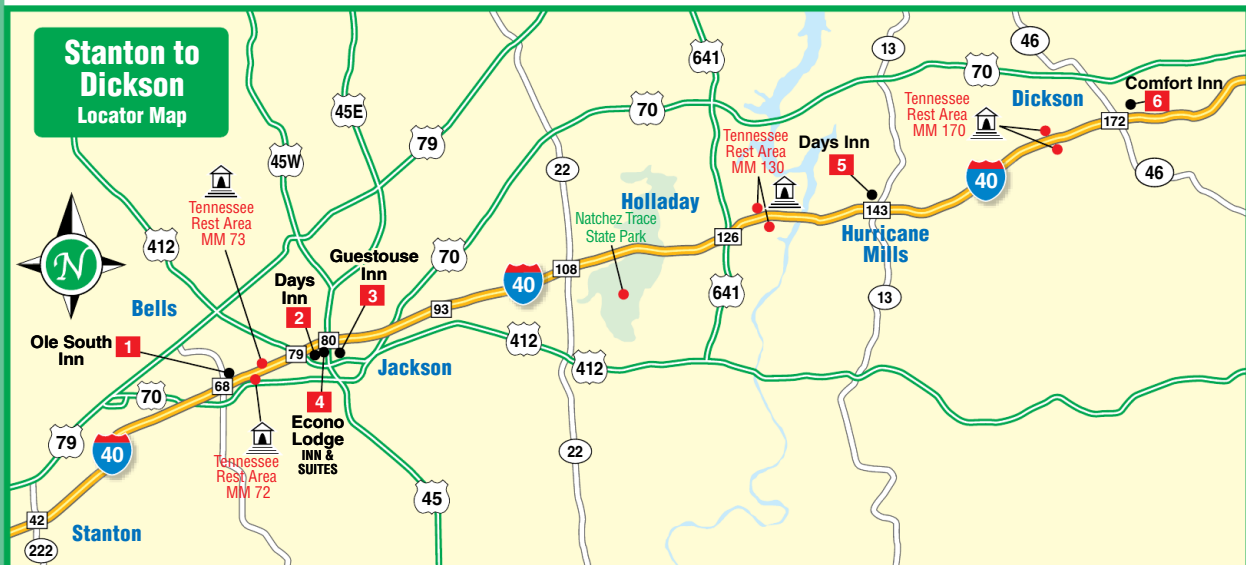 Stanton to
Dickson
Locator Map
641
13
46
70
Comfort Inn
6
Dickson
Tennessee
Rest Area
MM 170
172
45E
70
79
Tennessee
Rest Area
MM 130
Days Inn
5
45W
22
46
40
Tennessee
Rest Area
MM 73
Holladay
Natchez Trace
State Park
143
Hurricane
Mills
126
N
412
Guestouse
Inn
3
70
Days
Inn
2
108
40
641
13
Bells
93
Ole South
Inn
1
80
79
412
412
Jackson
68
70
4
Econo
Lodge
INN &
SUITES
79
40
Tennessee
Rest Area
MM 72
22
45
42
Stanton
222